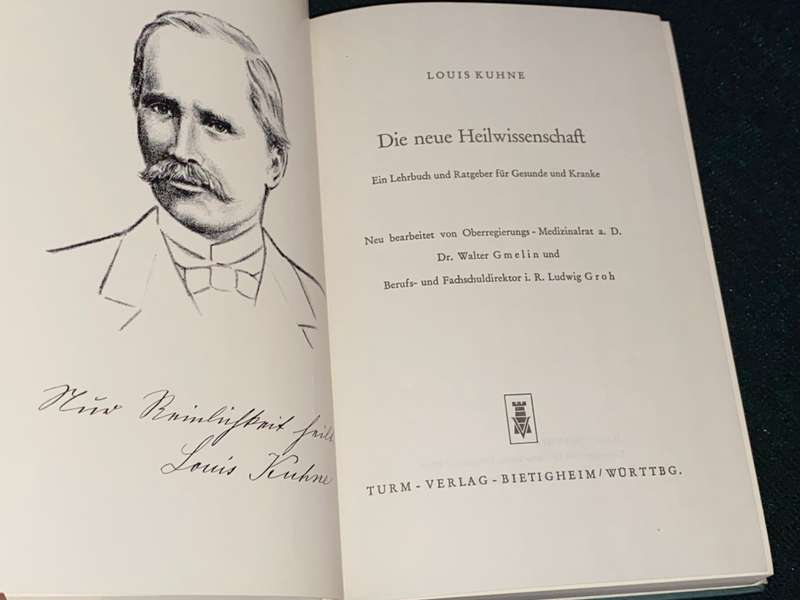 Nur Reinlichkeit heilt
Louis Kuhne
LOUIS KUHNE
Die neue Heilwissenschaft
Ein Lehrbuch und Ratgeber für Gesunde und Kranke
Neu bearbeitet von Oberregierungs-Medizinalrat a. D.
Dr. Walter Gmelin und
Berufs- und Fachschuldirektor i. R. Ludwig Groh
TURM-VERLAG-BIETIGHEIM/WÜRTTBG.